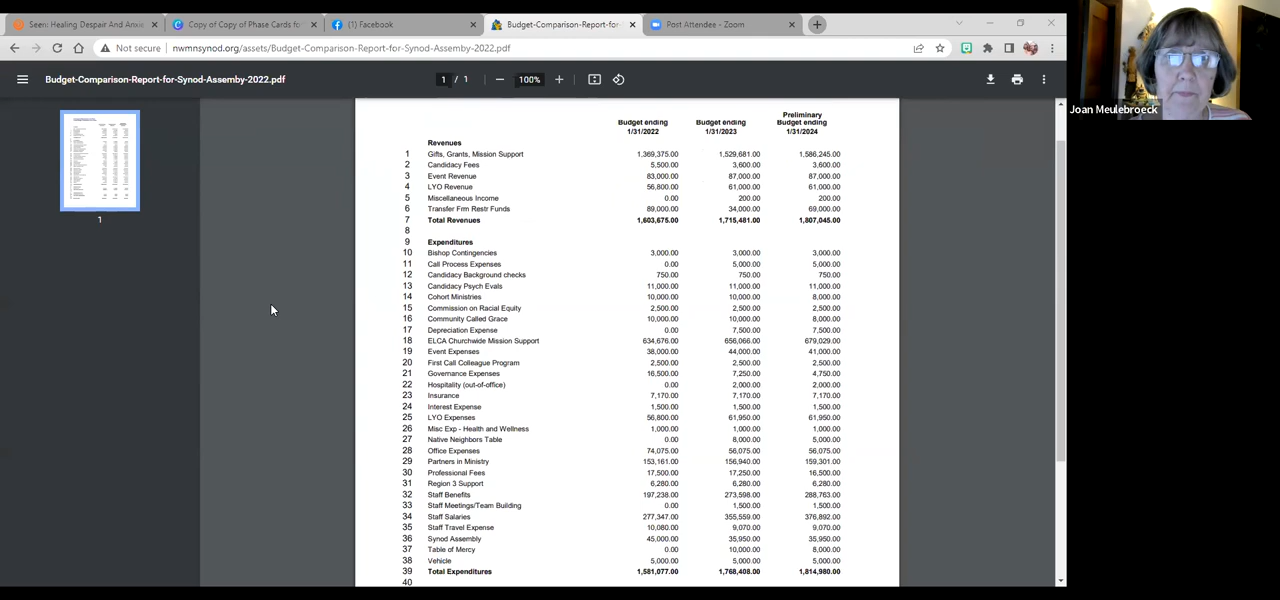 Seen: Healing Despair And Anxi
Copy of Copy of Phase Cards fo
(1) Facebook
Budget-Comparison-Report-for-S
Post Attendee - Zoom
Not secure
nwmnsynod.org/assets/Budget-Comparison-Report-for-Synod-Assemby-2022.pdf
Budget-Comparison-Report-for-Synod-Assemby-2022.pdf
1 / 1
100%
Joan Meulebroeck
1
Preliminary
Budget ending Budget ending Budget ending
1/31/2022 1/31/2023 1/31/2024
Revenues
1 Gifts, Grants, Mission Support 1,369,375.00 1,529,681.00 1,586,245.00
2 Candidacy Fees 5,500.00 3,600.00 3,600.00
3 Event Revenue 83,000.00 87,000.00 87,000.00
4 LYO Revenue 56,800.00 61,000.00 61,000.00
5 Miscellaneous Income 0.00 200.00 200.00
6 Transfer Frm Restr Funds 89,000.00 34,000.00 69,000.00
7 Total Revenues 1,603,675.00 1,715,481.00 1,807,045.00
8
9 Expenditures
10 Bishop Contingencies 3,000.00 3,000.00 3,000.00
11 Call Process Expenses 0.00 5,000.00 5,000.00
12 Candidacy Background checks 750.00 750.00 750.00
13 Candidacy Psych Evals 11,000.00 11,000.00 11,000.00
14 Cohort Ministries 10,000.00 10,000.00 8,000.00
15 Commission on Racial Equity 2,500.00 2,500.00 2,500.00
16 Community Called Grace 10,000.00 10,000.00 8,000.00
17 Depreciation Expense 0.00 7,500.00 7,500.00
18 ELCA Churchwide Mission Support 634,676.00 656,066.00 679,029.00
19 Event Expenses 38,000.00 44,000.00 41,000.00
20 First Call Colleague Program 2,500.00 2,500.00 2,500.00
21 Governance Expenses 16,500.00 7,250.00 4,750.00
22 Hospitality (out-of-office) 0.00 2,000.00 2,000.00
23 Insurance 7,170.00 7,170.00 7,170.00
24 Interest Expense 1,500.00 1,500.00 1,500.00
25 LYO Expenses 56,800.00 61,950.00 61,950.00
26 Misc Exp - Health and Wellness 1,000.00 1,000.00 1,000.00
27 Native Neighbors Table 0.00 8,000.00 5,000.00
28 Office Expenses 74,075.00 56,075.00 56,075.00
29 Partners in Ministry 153,161.00 156,940.00 159,301.00
30 Professional Fees 17,500.00 17,250.00 16,500.00
31 Region 3 Support 6,280.00 6,280.00 6,280.00
32 Staff Benefits 197,238.00 273,598.00 288,763.00
33 Staff Meetings/Team Building 0.00 1,500.00 1,500.00
34 Staff Salaries 277,347.00 355,559.00 376,892.00
35 Staff Travel Expense 10,080.00 9,070.00 9,070.00
36 Synod Assembly 45,000.00 35,950.00 35,950.00
37 Table of Mercy 0.00 10,000.00 8,000.00
38 Vehicle 5,000.00 5,000.00 5,000.00
39 Total Expenditures 1,581,077.00 1,768,408.00 1,814,980.00
40